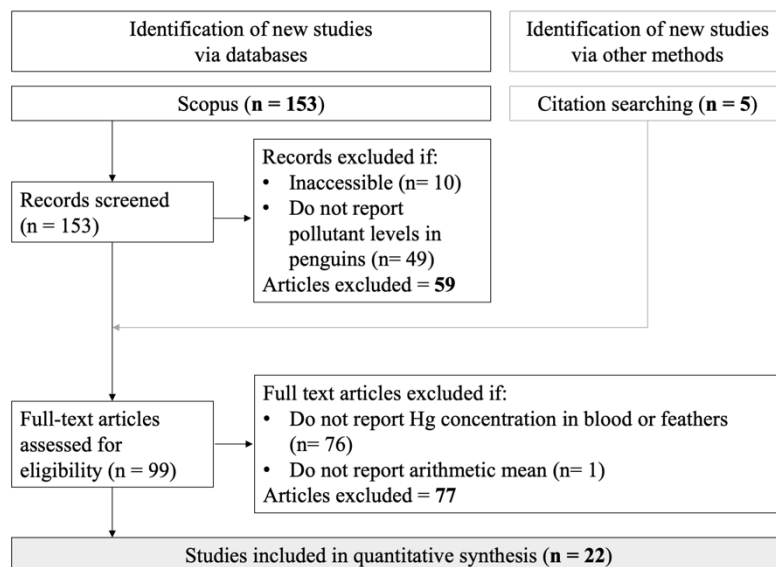 Identification of new studies
via databases
Identification of new studies
via other methods
Scopus (n = 153)
Citation searching (n = 5)
Records screened
(n = 153)
Records excluded if:
• Inaccessible (n= 10)
• Do not report
pollutant levels in
penguins (n= 49)
Articles excluded = 59
Full-text articles
assessed for
eligibility (n = 99)
Full text articles excluded if:
• Do not report Hg concentration in blood or feathers
(n= 76)
• Do not report arithmetic mean (n= 1)
Articles excluded = 77
Studies included in quantitative synthesis (n = 22)